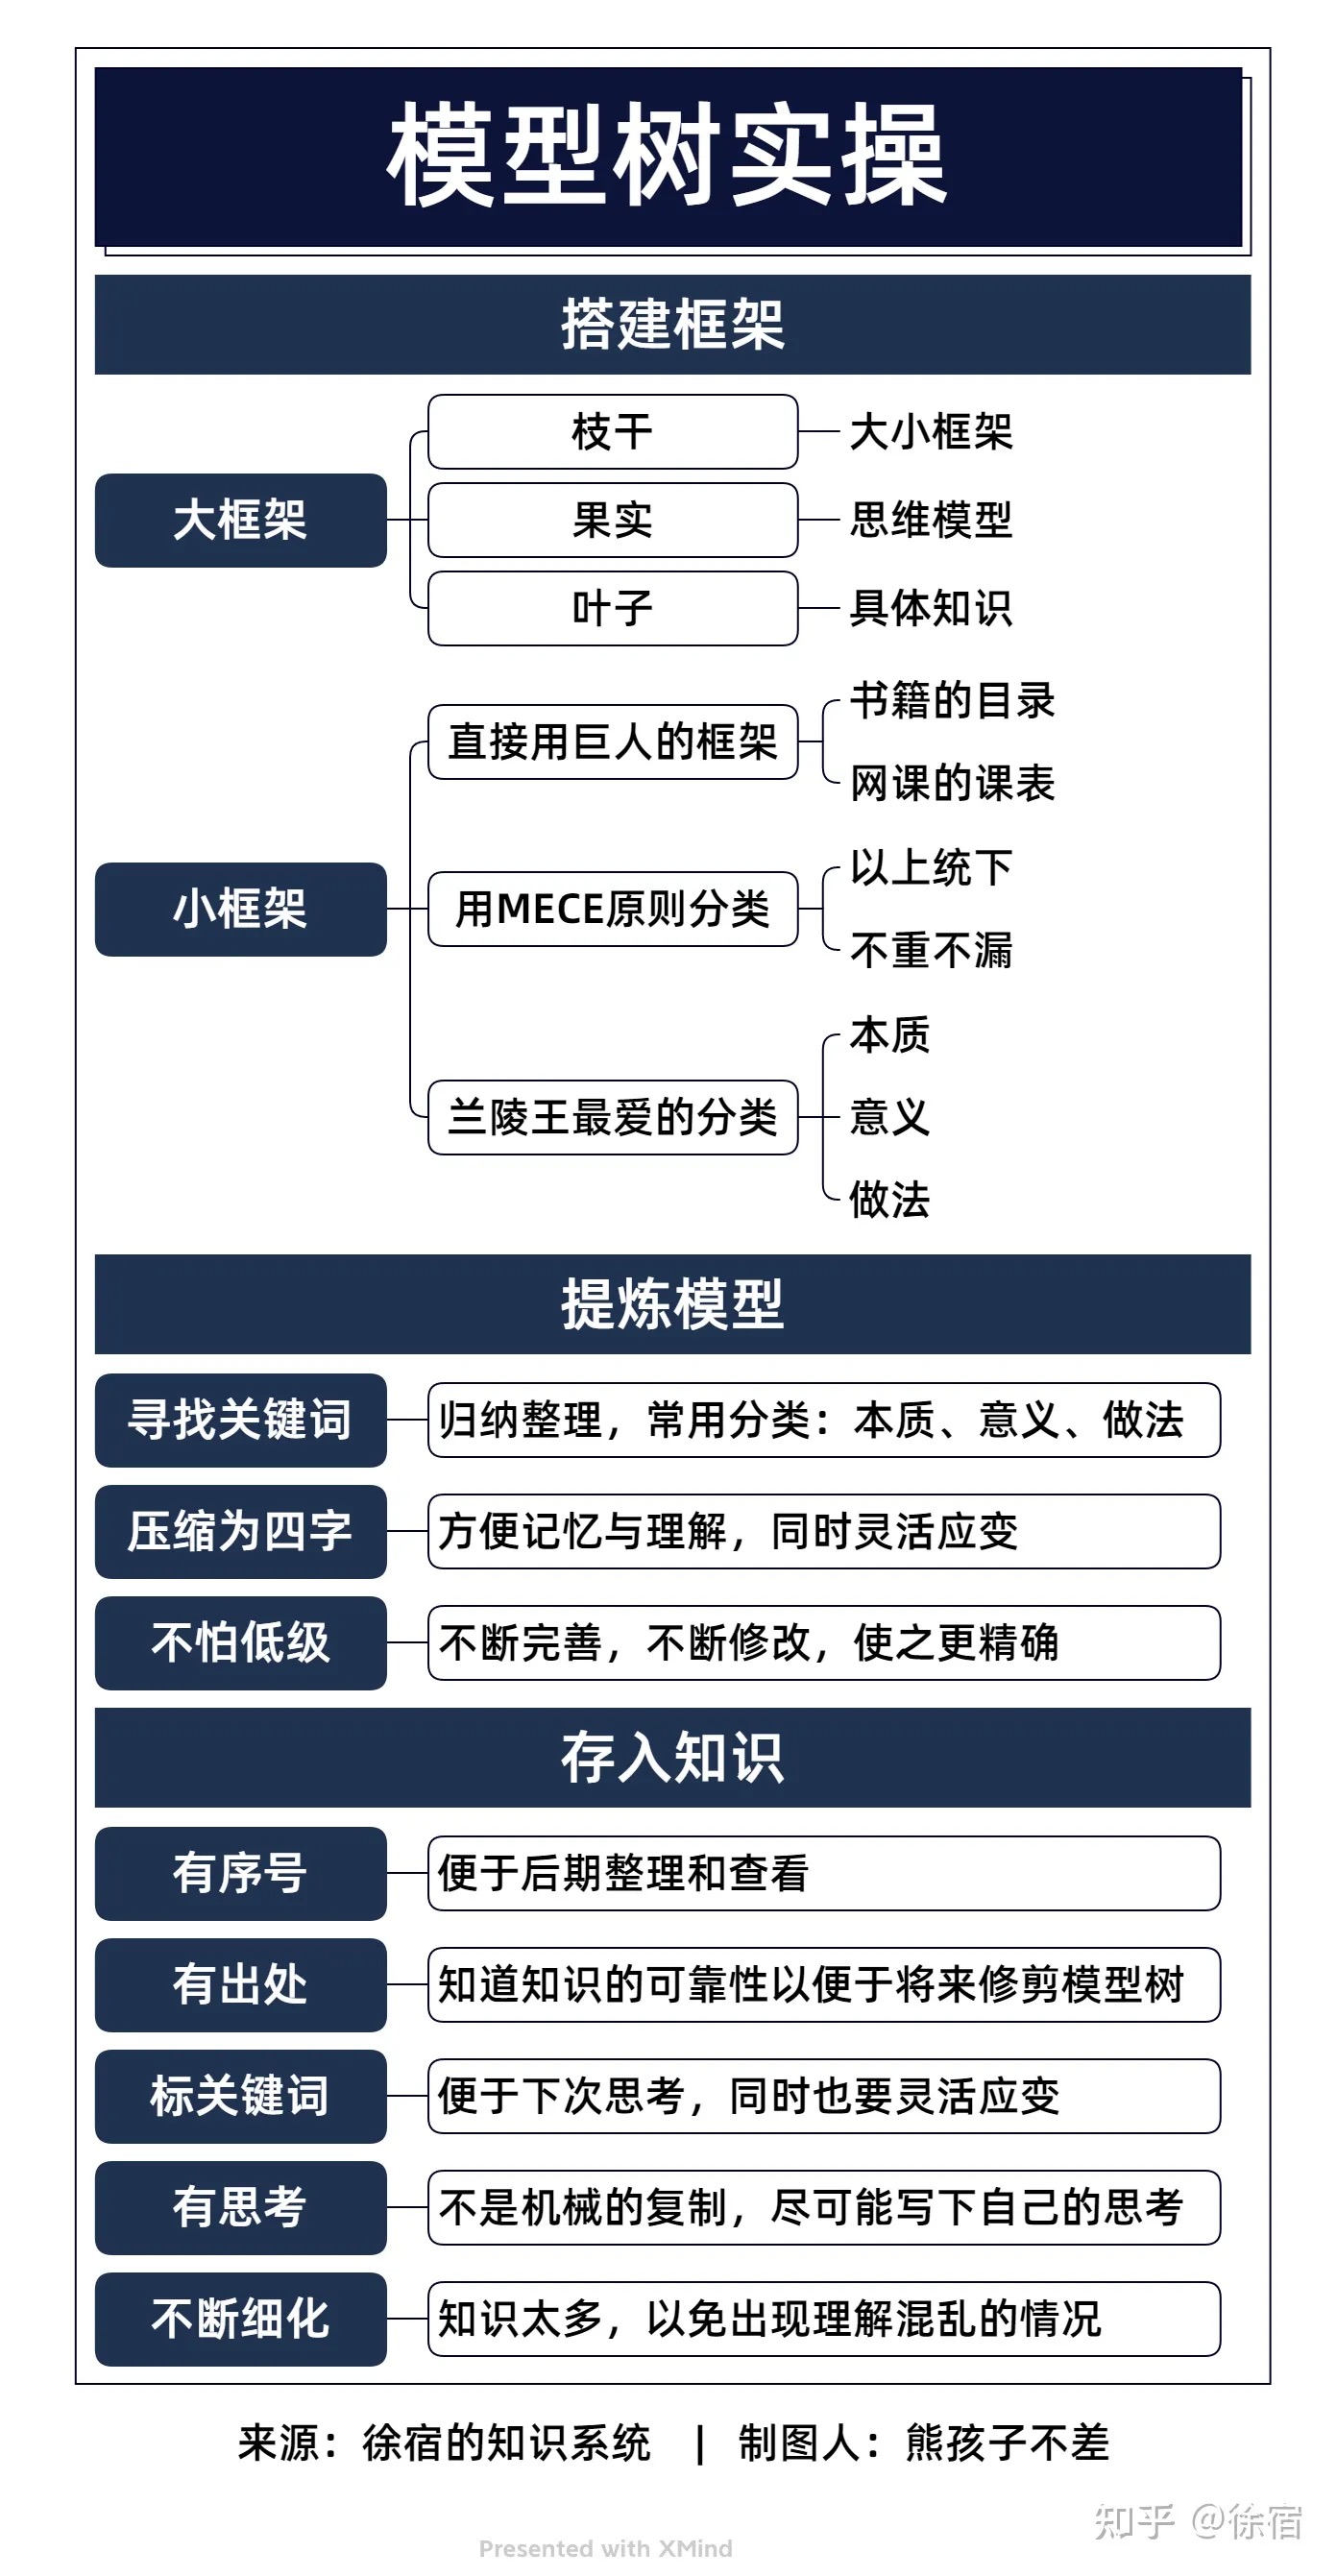 模型树实操
搭建框架
大框架
枝干
大小框架
果实
思维模型
叶子
具体知识
小框架
直接用巨人的框架
书籍的目录
网课的课表
用MECE原则分类
以上统下
不重不漏
兰陵王最爱的分类
本质
意义
做法
提炼模型
寻找关键词
归纳整理，常用分类：本质、意义、做法
压缩为四字
方便记忆与理解，同时灵活应变
不怕低级
不断完善，不断修改，使之更精确
存入知识
有序号
便于后期整理和查看
有出处
知道知识的可靠性以便于将来修剪模型树
标关键词
便于下次思考，同时也要灵活应变
有思考
不是机械的复制，尽可能写下自己的思考
不断细化
知识太多，以免出现理解混乱的情况
来源：徐宿的知识系统 | 制图人：熊孩子不差
知乎 @徐宿
Presented with XMind